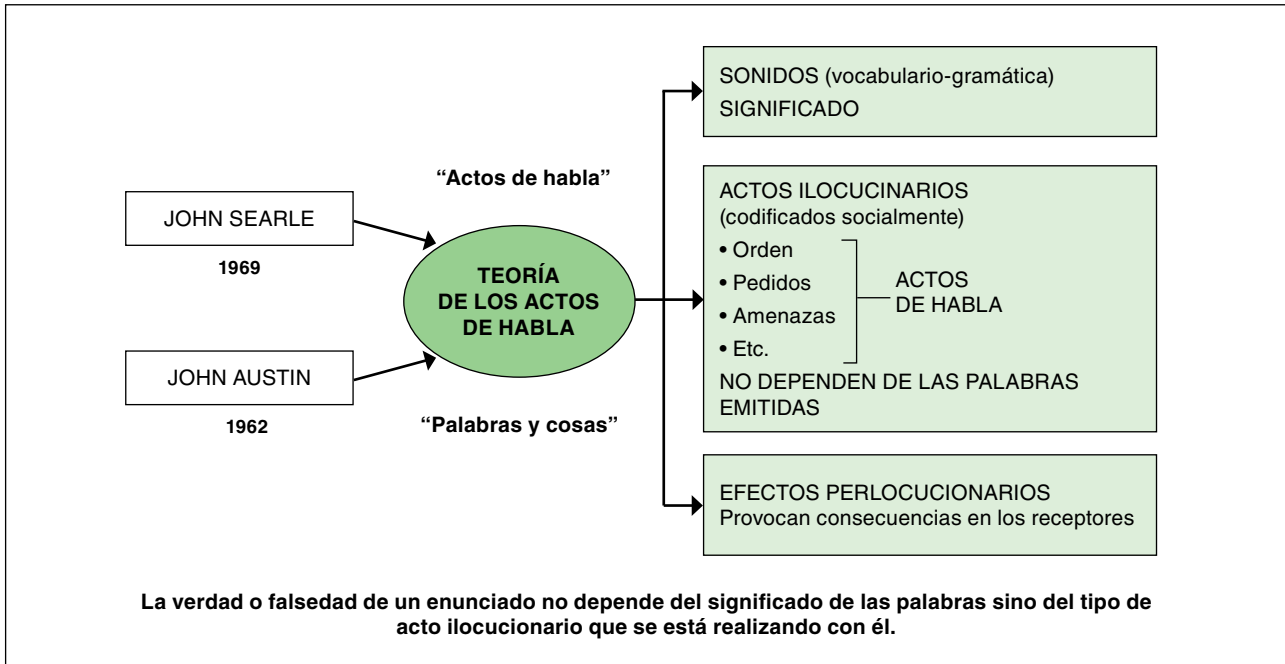 JOHN SEARLE
1969
JOHN AUSTIN
1962
“Actos de habla”
TEORÍA
DE LOS ACTOS
DE HABLA
“Palabras y cosas”
SONIDOS (vocabulario-gramática)
SIGNIFICADO
ACTOS ILOCUCINARIOS
(codificados socialmente)
• Orden
• Pedidos
• Amenazas
• Etc.
ACTOS
DE HABLA
NO DEPENDEN DE LAS PALABRAS
EMITIDAS
EFECTOS PERLOCUCIONARIOS
Provocan consecuencias en los receptores
La verdad o falsedad de un enunciado no depende del significado de las palabras sino del tipo de
acto ilocucionario que se está realizando con él.